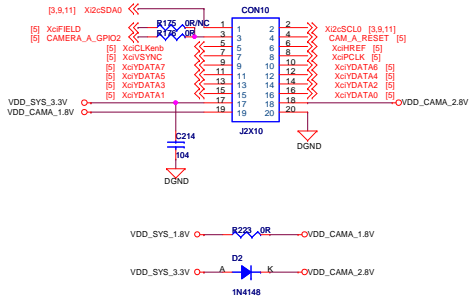 [3,9,11] Xi2cSDA0
CON10
R175 0R/NC
[5] XciFIELD
1 2
Xi2cSCL0 [3,9,11]
[5] CAMERA_A_GPIO2
R176 0R
3 4
CAM_A_RESET [5]
[5] XciCLKenb
5 6
XciHREF [5]
[5] XciVSYNC
7 8
XciPCLK [5]
[5] XciYDATA7
9 10
XciYDATA6 [5]
[5] XciYDATA5
11 12
XciYDATA4 [5]
[5] XciYDATA3
13 14
XciYDATA2 [5]
[5] XciYDATA1
15 16
XciYDATA0 [5]
VDD_SYS_3.3V
17 18
VDD_CAMA_2.8V
VDD_CAMA_1.8V
19 20
J2X10
C214
104
DGND
DGND
VDD_SYS_1.8V
R223 0R
VDD_CAMA_1.8V
D2
VDD_SYS_3.3V
A K
VDD_CAMA_2.8V
1N4148